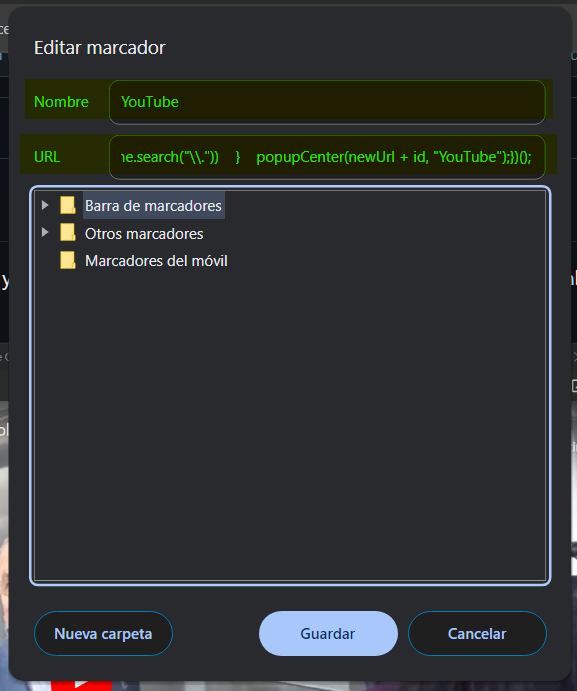 Editar marcador
Nombre YouTube
URL ne.search("\\.")) } popupCenter(newUrl + id, "YouTube");})();
Barra de marcadores
Otros marcadores
Marcadores del móvil
Nueva carpeta Guardar Cancelar